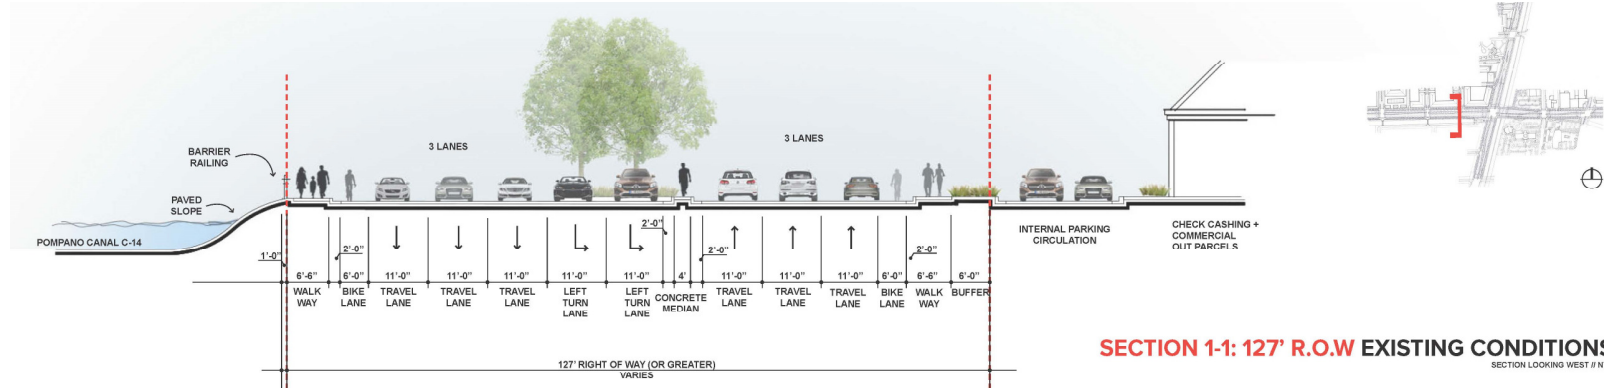 3 LANES
3 LANES
BARRIER
RAILING
PAVED
SLOPE
POMPANO CANAL C-14
INTERNAL PARKING
CIRCULATION
CHECK CASHING +
COMMERCIAL
OUT PARCELS
1'-0"
2'-0"
2'-0"
2'-0"
2'-0"
6'-6"
6'-0"
11'-0"
11'-0"
11'-0"
11'-0"
11'-0"
4'
11'-0"
11'-0"
11'-0"
6'-0"
6'-6"
6'-0"
WALK
WAY
BIKE
LANE
TRAVEL
LANE
TRAVEL
LANE
TRAVEL
LANE
LEFT
TURN
LANE
LEFT
TURN
LANE
CONCRETE
MEDIAN
TRAVEL
LANE
TRAVEL
LANE
TRAVEL
LANE
BIKE
LANE
WALK
WAY
BUFFER
127' RIGHT OF WAY (OR GREATER)
VARIES
SECTION 1-1: 127' R.O.W EXISTING CONDITIONS
SECTION LOOKING WEST // N